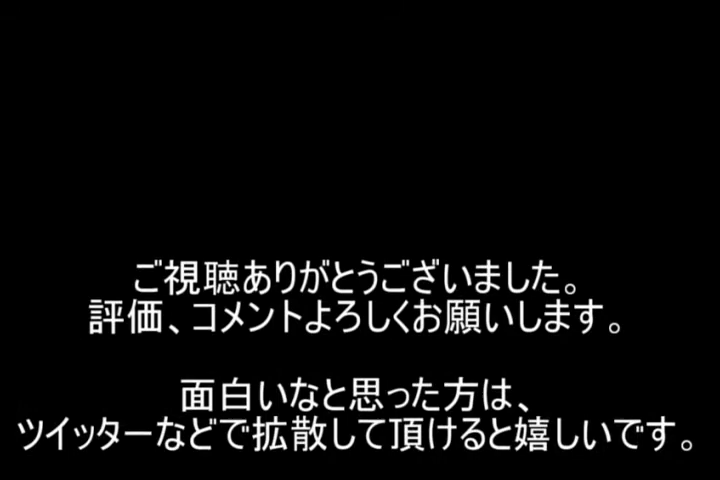 ご視聴ありがとうございました。
評価、コメントよろしくお願いします。
面白いなと思った方は、
ツイッターなどで拡散して頂けると嬉しいです。